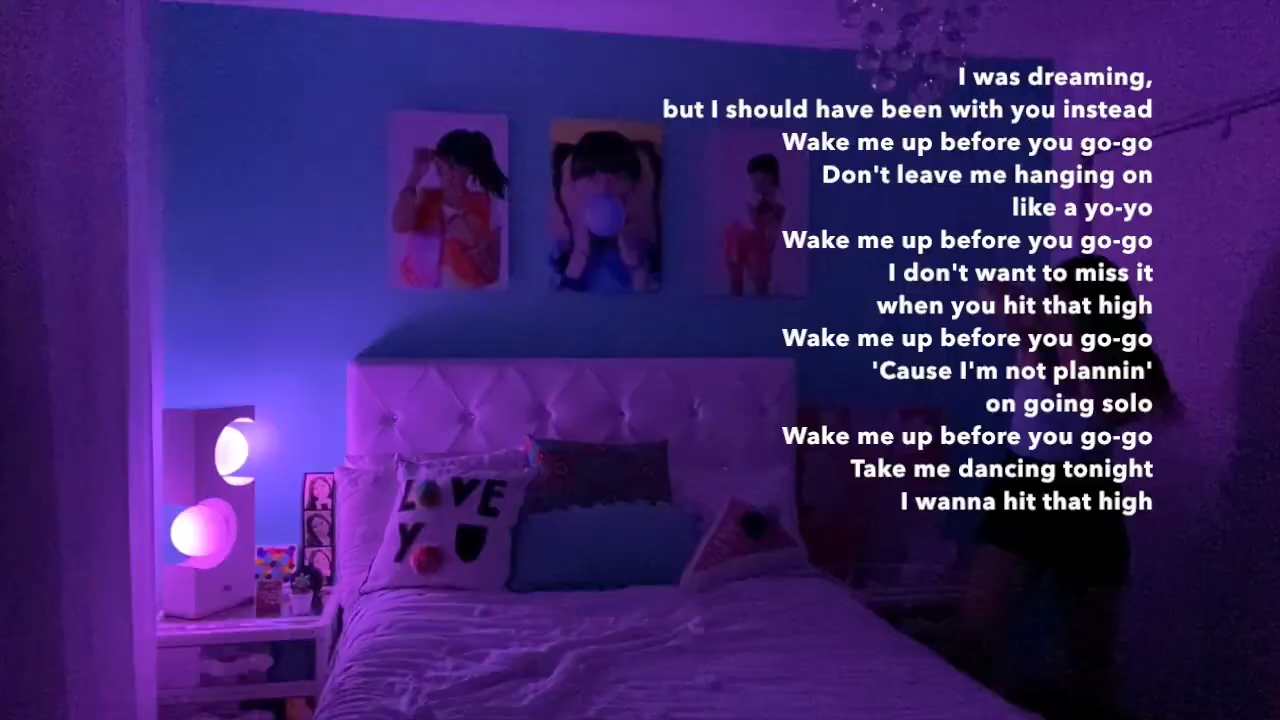 I was dreaming,
but I should have been with you instead
Wake me up before you go-go
Don't leave me hanging on
like a yo-yo
Wake me up before you go-go
I don't want to miss it
when you hit that high
Wake me up before you go-go
'Cause I'm not plannin'
on going solo
Wake me up before you go-go
Take me dancing tonight
I wanna hit that high
LOVE
YOU